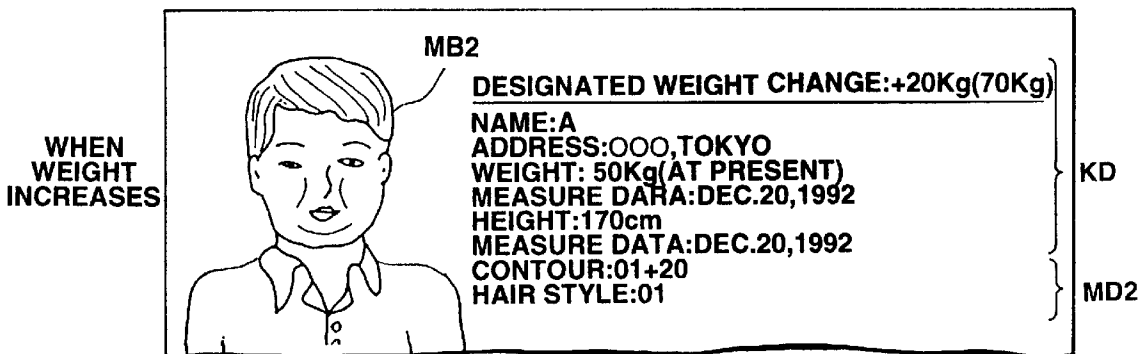 MB2
DESIGNATED WEIGHT CHANGE:+20Kg(70Kg)
NAME:A
ADDRESS:○○○,TOKYO
WEIGHT: 50Kg(AT PRESENT)
MEASURE DARA:DEC.20,1992
HEIGHT:170cm
MEASURE DATA:DEC.20,1992
CONTOUR:01+20
HAIR STYLE:01
WHEN
WEIGHT
INCREASES
KD
MD2